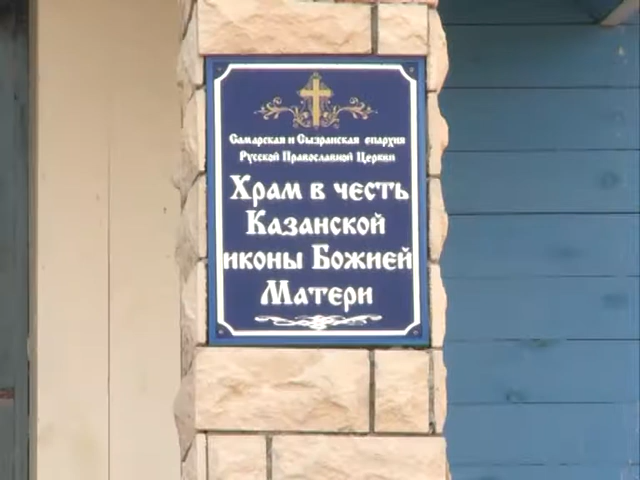 Самарская и Сызранская епархия
Русской Православной Церкви
Храм в честь
Казанской
иконы Божией
Матери